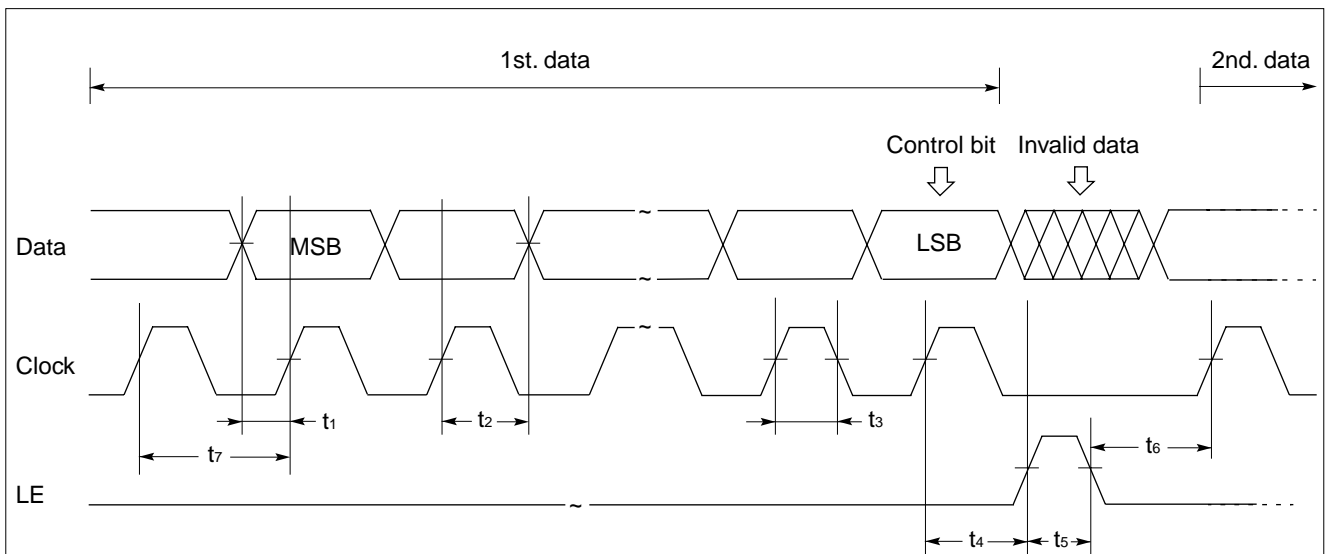 1st. data
2nd. data
Control bit
Invalid data
Data
MSB
~
LSB
~
Clock
~
t1
t2
t3
t7
t6
LE
~
t4
t5